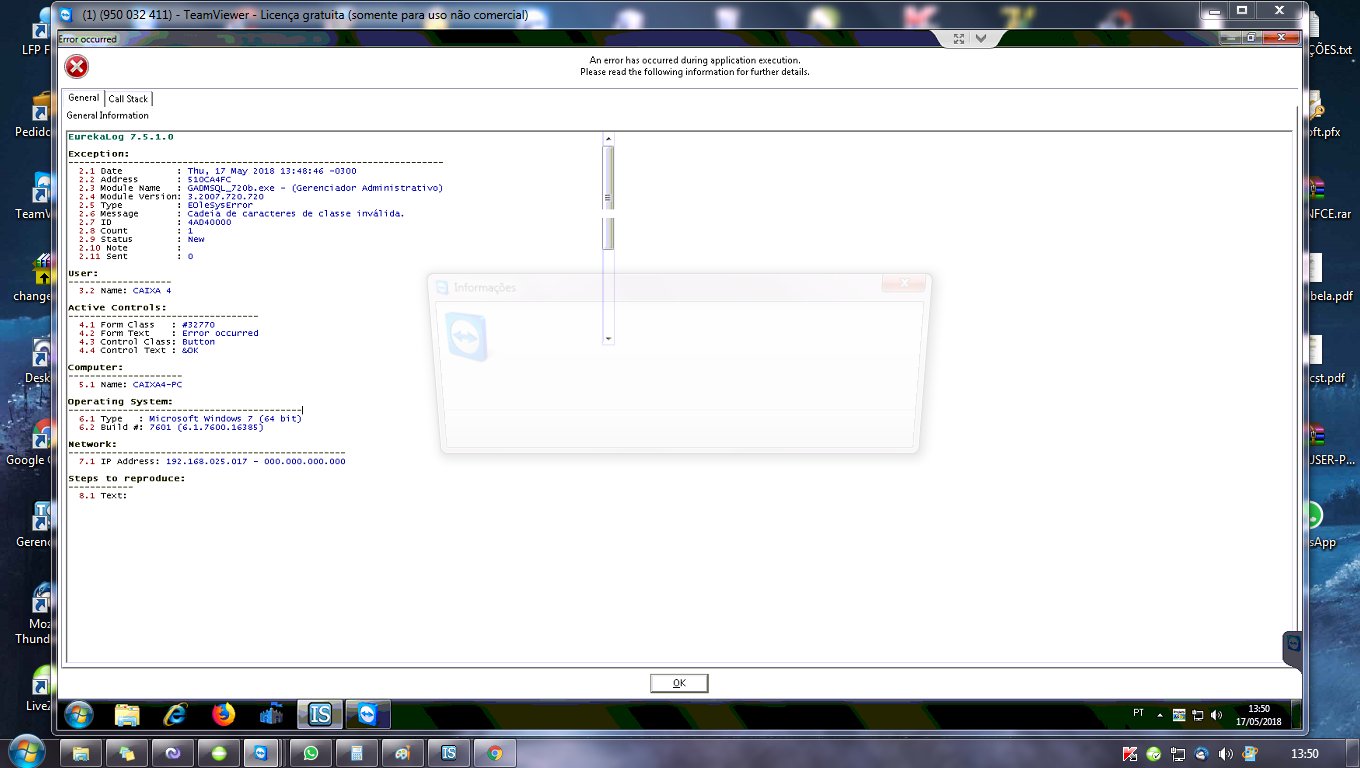 (1) (950 032 411) - TeamViewer - Licença gratuita (somente para uso não comercial)
Error occurred
An error has occurred during application execution.
Please read the following information for further details.
General
Call Stack
General Information
EurekaLog 7.5.1.0
Exception:
2.1 Date : Thu, 17 May 2018 13:48:46 -0300
2.2 Address : 510CA4FC
2.3 Module Name : GADMSQL_720b.exe - (Gerenciador Administrativo)
2.4 Module Version: 3.2007.720.720
2.5 Type : EOleSysError
2.6 Message : Cadeia de caracteres de classe inválida.
2.7 ID : 4AD40000
2.8 Count : 1
2.9 Status : New
2.10 Note :
2.11 Sent : 0
User:
3.2 Name: CAIXA 4
Active Controls:
4.1 Form Class : #32770
4.2 Form Text : Error occurred
4.3 Control Class: Button
4.4 Control Text : &OK
Computer:
5.1 Name: CAIXA4-PC
Operating System:
6.1 Type : Microsoft Windows 7 (64 bit)
6.2 Build #: 7601 (6.1.7600.16385)
Network:
7.1 IP Address: 192.168.025.017 - 000.000.000.000
Steps to reproduce:
8.1 Text:
Informações
OK
LFP F
Pedido
TeamV
change
Desk
Google C
Gerenc
Moz
Thund
LiveZ
ÇÕES.txt
oft.pfx
NFCE.rar
bela.pdf
cst.pdf
USER-P...
sApp
IS
PT
13:50
17/05/2018
IS
13:50